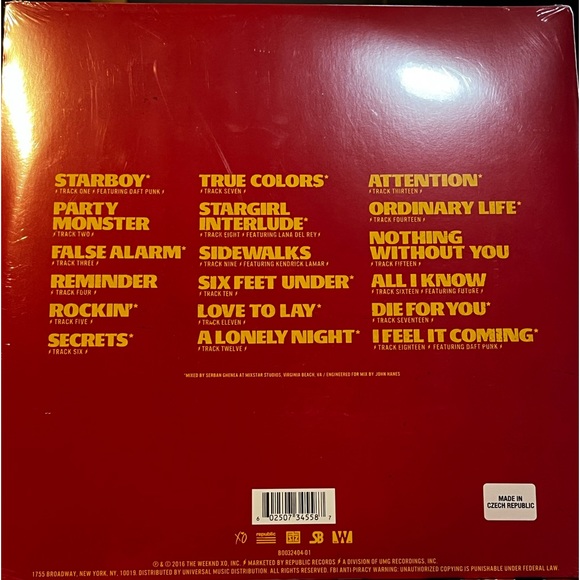 STARBOY*
⚡TRACK ONE⚡FEATURING DAFT PUNK⚡
PARTY
MONSTER
⚡TRACK TWO⚡
FALSE ALARM*
⚡TRACK THREE⚡
REMINDER
⚡TRACK FOUR⚡
ROCKIN'*
⚡TRACK FIVE⚡
SECRETS*
⚡TRACK SIX⚡
TRUE COLORS*
⚡TRACK SEVEN⚡
STARGIRL
INTERLUDE*
⚡TRACK EIGHT⚡FEATURING LANA DEL REY⚡
SIDEWALKS
⚡TRACK NINE⚡FEATURING KENDRICK LAMAR⚡
SIX FEET UNDER*
⚡TRACK TEN⚡
LOVE TO LAY*
⚡TRACK ELEVEN⚡
A LONELY NIGHT*
⚡TRACK TWELVE⚡
ATTENTION*
⚡TRACK THIRTEEN⚡
ORDINARY LIFE*
⚡TRACK FOURTEEN⚡
NOTHING
WITHOUT YOU
⚡TRACK FIFTEEN⚡
ALL I KNOW
⚡TRACK SIXTEEN⚡FEATURING FUTURE⚡
DIE FOR YOU*
⚡TRACK SEVENTEEN⚡
I FEEL IT COMING*
⚡TRACK EIGHTEEN⚡FEATURING DAFT PUNK⚡
*MIXED BY SERBAN GHENEA AT MIXSTAR STUDIOS, VIRGINIA BEACH, VA / ENGINEERED FOR MIX BY JOHN HANES
MADE IN
CZECH REPUBLIC
6 02507 34558 7
XO republic SB W
B0032404-01
℗ & © 2016 THE WEEKND XO, INC. // MARKETED BY REPUBLIC RECORDS // A DIVISION OF UMG RECORDINGS, INC.
1755 BROADWAY, NEW YORK, NY, 10019. DISTRIBUTED BY UNIVERSAL MUSIC DISTRIBUTION. ALL RIGHTS RESERVED. FBI ANTI PIRACY WARNING: UNAUTHORIZED COPYING IS PUNISHABLE UNDER FEDERAL LAW.